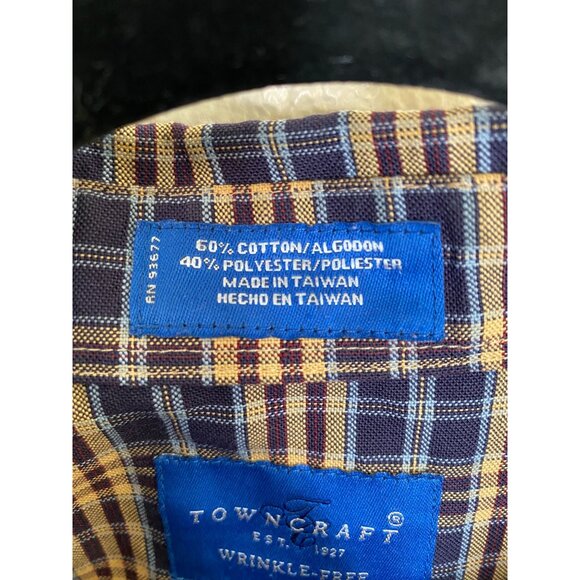 60% COTTON/ALGODON
40% POLYESTER/POLIESTER
MADE IN TAIWAN
HECHO EN TAIWAN
RN 93677
TOWNCRAFT®
EST. 1927
WRINKLE-FREE